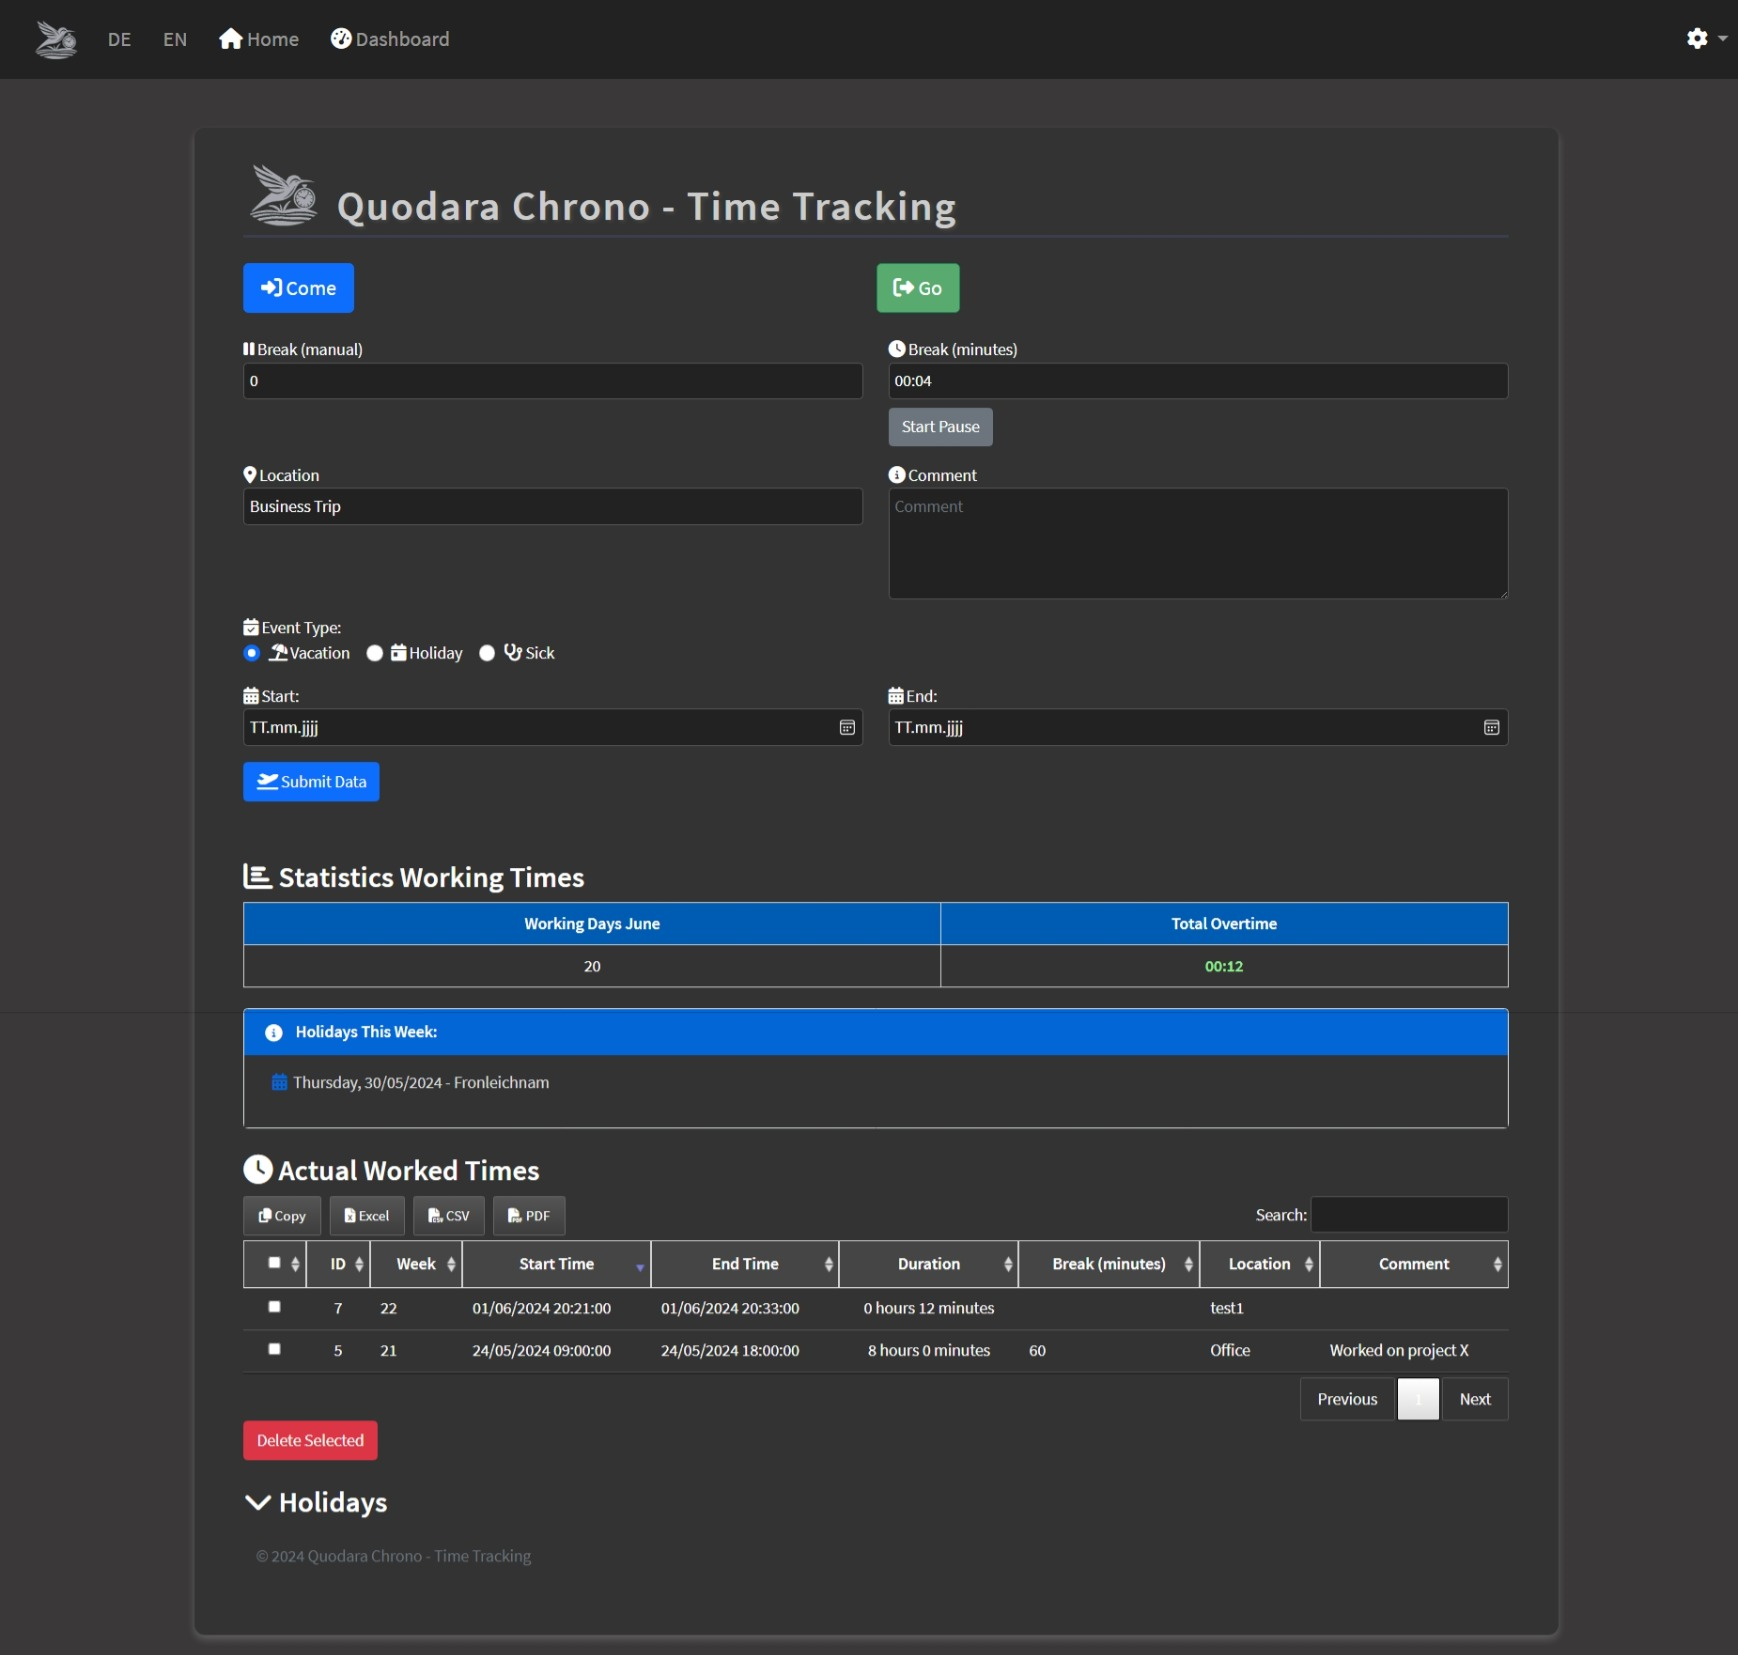 DE EN Home Dashboard
Quodara Chrono - Time Tracking
Come Go
Break (manual) Break (minutes)
0 00:04
Start Pause
Location Comment
Business Trip Comment
Event Type:
Vacation Holiday Sick
Start: End:
TT.mm.jjjj TT.mm.jjjj
Submit Data
Statistics Working Times
Working Days June Total Overtime
20 00:12
Holidays This Week:
Thursday, 30/05/2024 - Fronleichnam
Actual Worked Times
Copy Excel CSV PDF Search:
ID Week Start Time End Time Duration Break (minutes) Location Comment
7 22 01/06/2024 20:21:00 01/06/2024 20:33:00 0 hours 12 minutes test1
5 21 24/05/2024 09:00:00 24/05/2024 18:00:00 8 hours 0 minutes 60 Office Worked on project X
Previous 1 Next
Delete Selected
Holidays
© 2024 Quodara Chrono - Time Tracking